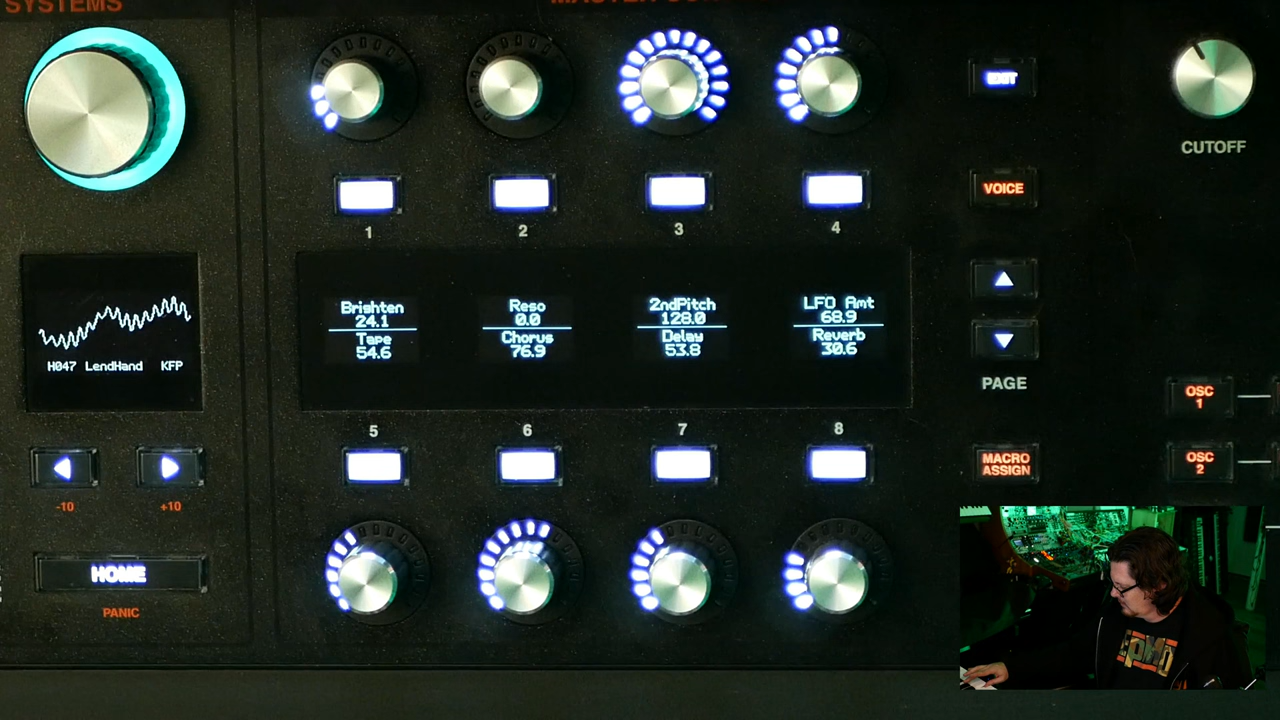 SYSTEMS
EXIT
CUTOFF
VOICE
1
2
3
4
Brighten
24.1
Tape
54.6
Reso
0.0
Chorus
76.9
2ndPitch
128.0
Delay
53.8
LFO Amt
68.9
Reverb
30.6
H047 LendHand KFP
PAGE
OSC
1
5
6
7
8
MACRO
ASSIGN
OSC
2
-10
+10
HOME
PANIC